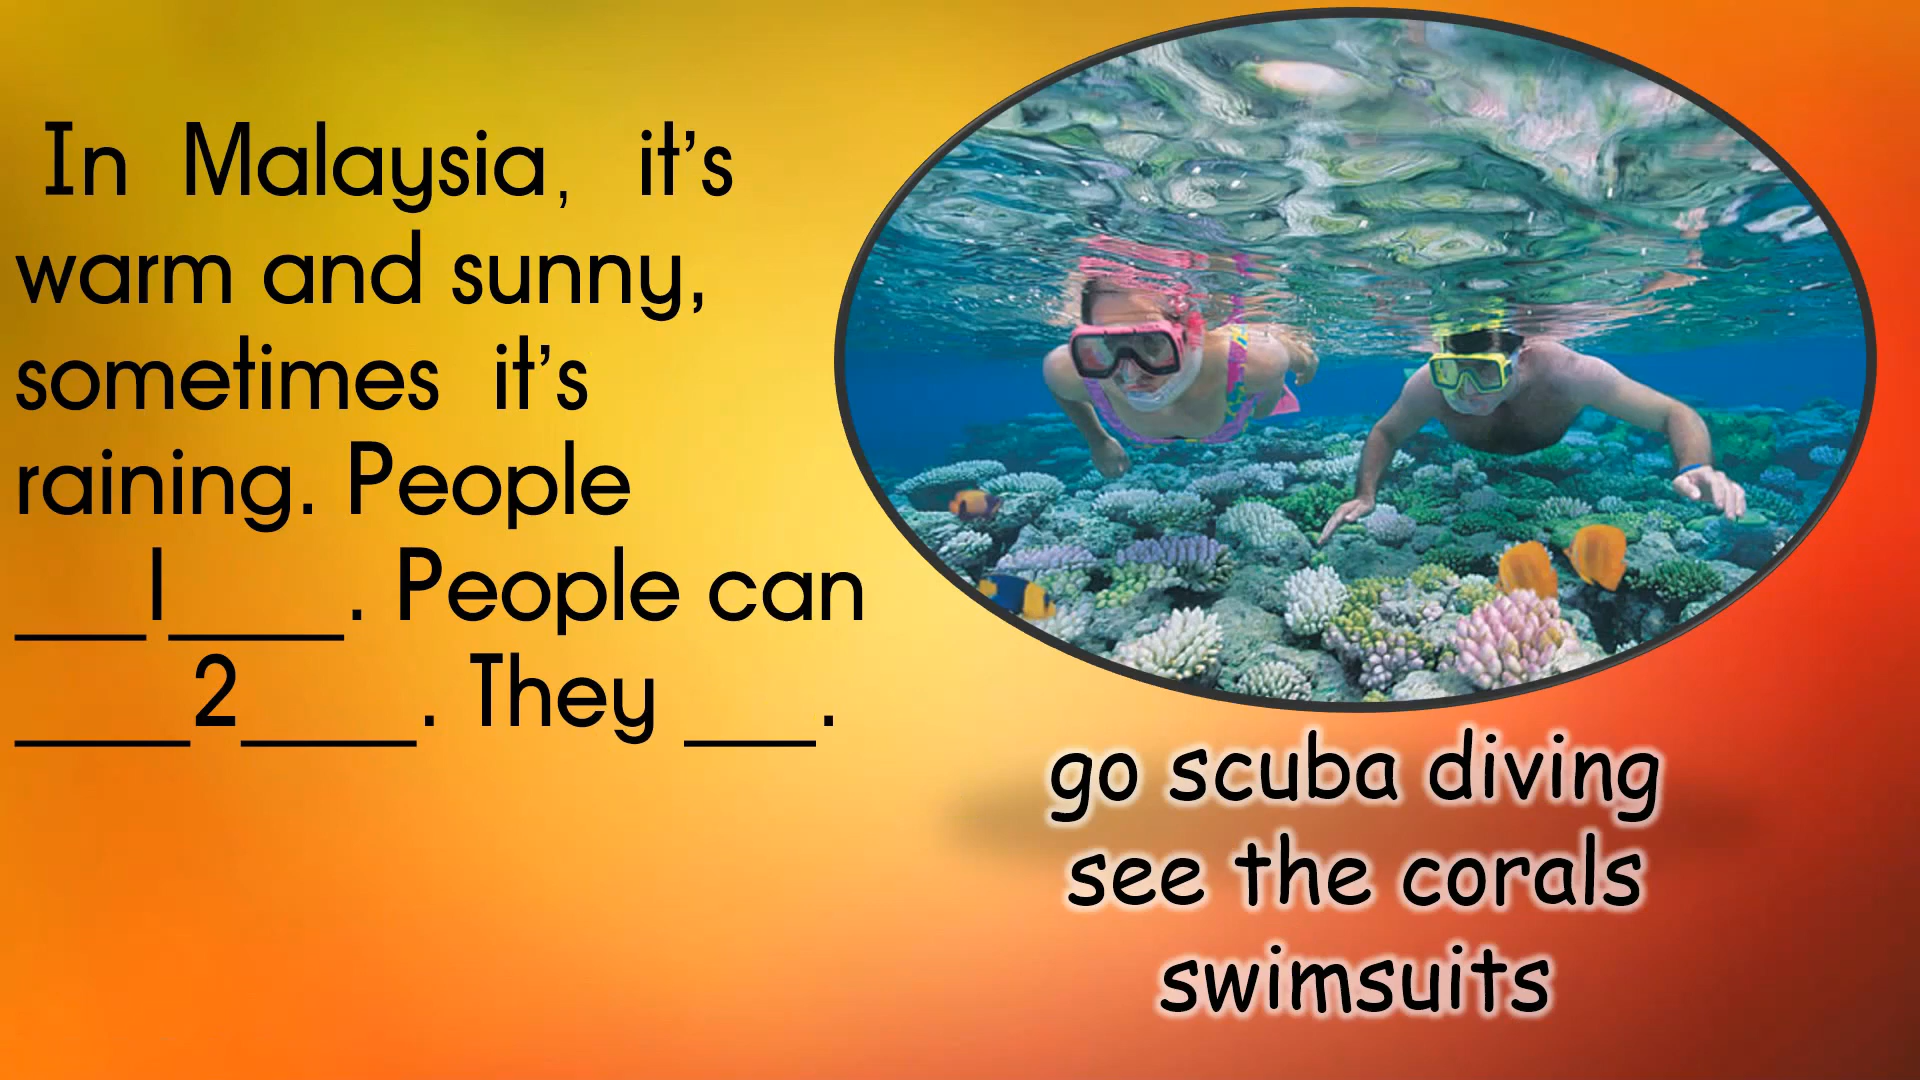 In Malaysia, it's
warm and sunny,
sometimes it's
raining. People
___1____. People can
____2____. They ___.
go scuba diving
see the corals
swimsuits